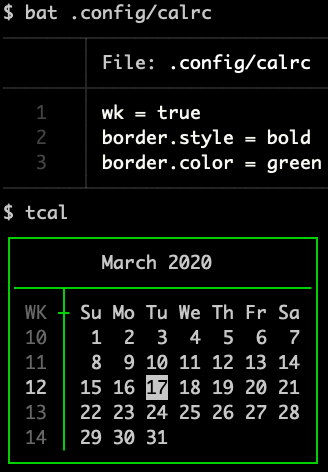 $ bat .config/calrc
File: .config/calrc
1 wk = true
2 border.style = bold
3 border.color = green
$ tcal
March 2020
WK Su Mo Tu We Th Fr Sa
10 1 2 3 4 5 6 7
11 8 9 10 11 12 13 14
12 15 16 17 18 19 20 21
13 22 23 24 25 26 27 28
14 29 30 31